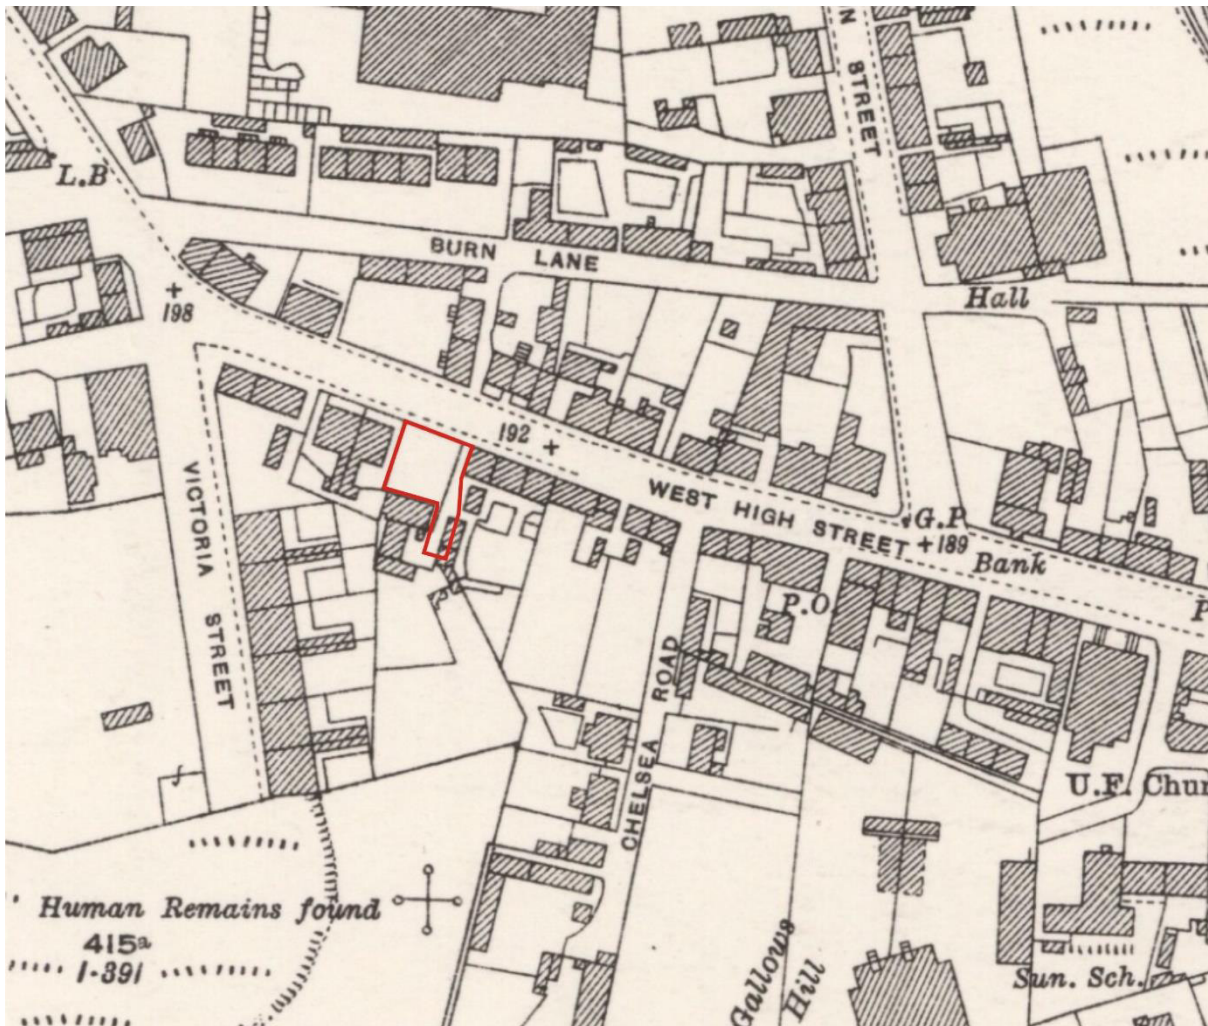 N
STREET
L.B
BURN LANE
198
Hall
192
VICTORIA STREET
WEST HIGH STREET
G.P
189
Bank
P.O.
CHELSEA ROAD
U.F. Chur
Human Remains found
415a
1·391
Gallows
Hill
Sun. Sch.